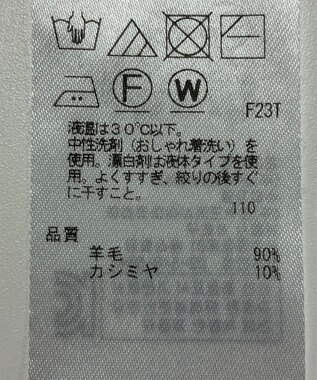 F W
F23T
液温は30℃以下。
中性洗剤（おしゃれ着洗い）を
使用。漂白剤は液体タイプを使
用。よくすすぎ、絞りの後すぐ
に干すこと。
110
品質
羊毛 90%
カシミヤ 10%